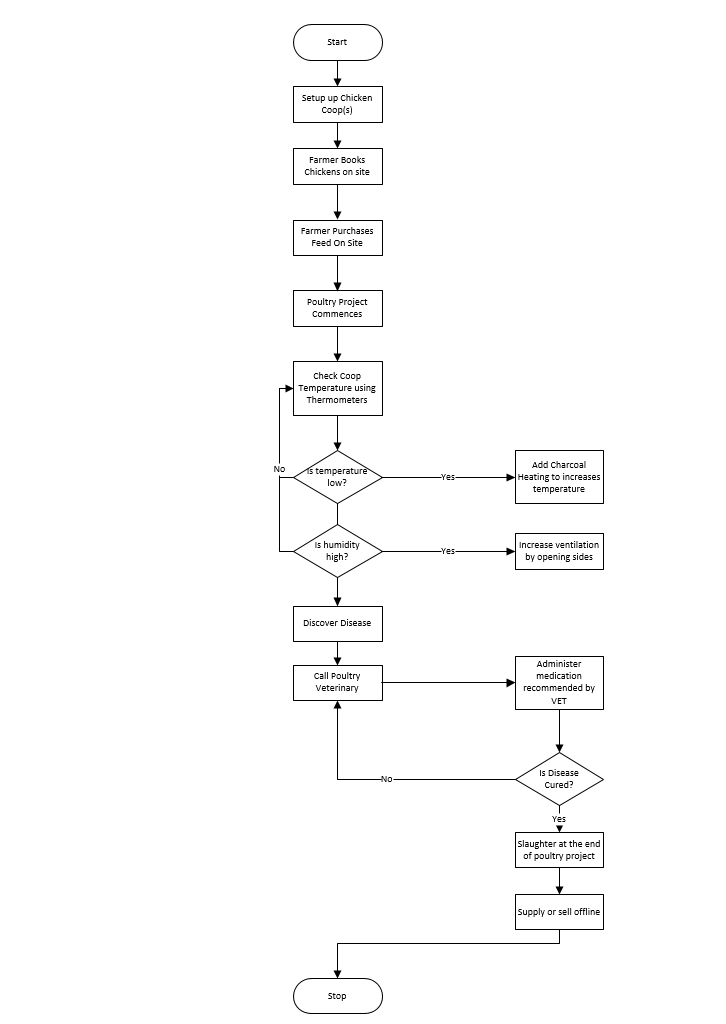 Start
Setup up Chicken
Coop(s)
Farmer Books
Chickens on site
Farmer Purchases
Feed On Site
Poultry Project
Commences
Check Coop
Temperature using
Thermometers
No
Is temperature
low?
Yes
Add Charcoal
Heating to increases
temperature
Is humidity
high?
Yes
Increase ventilation
by opening sides
Discover Disease
Call Poultry
Veterinary
Administer
medication
recommended by
VET
Is Disease
Cured?
No
Yes
Slaughter at the end
of poultry project
Supply or sell offline
Stop